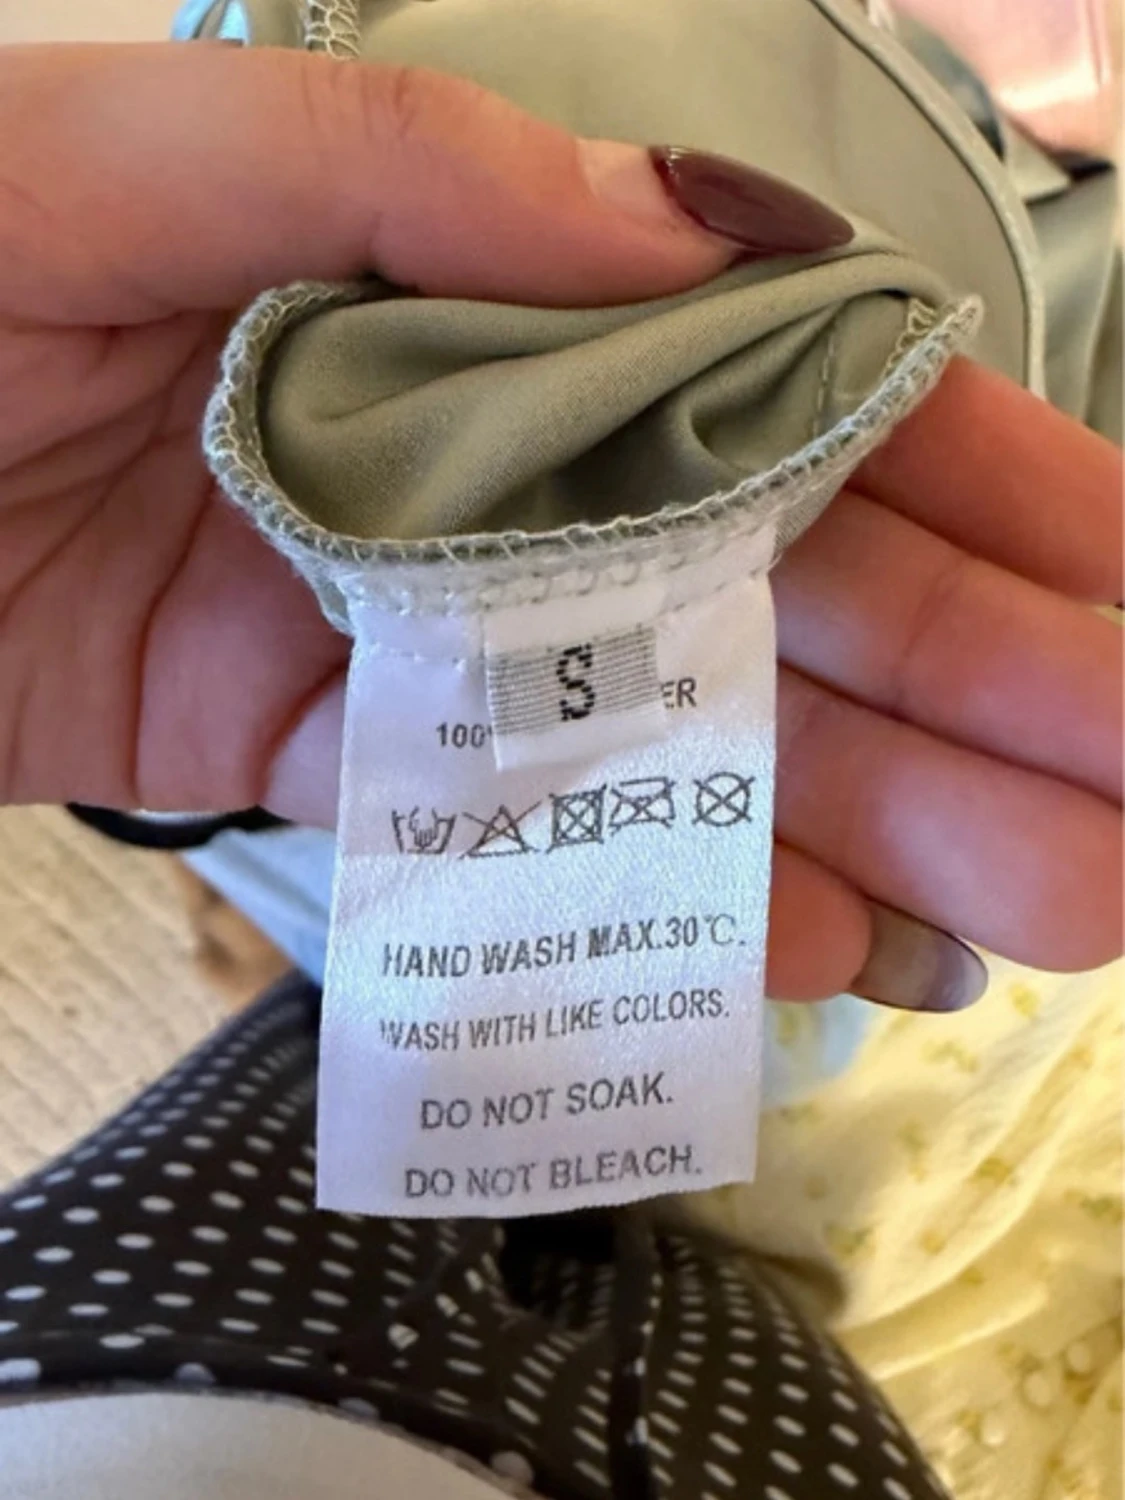 S
ER
100%
HAND WASH MAX.30℃.
WASH WITH LIKE COLORS.
DO NOT SOAK.
DO NOT BLEACH.